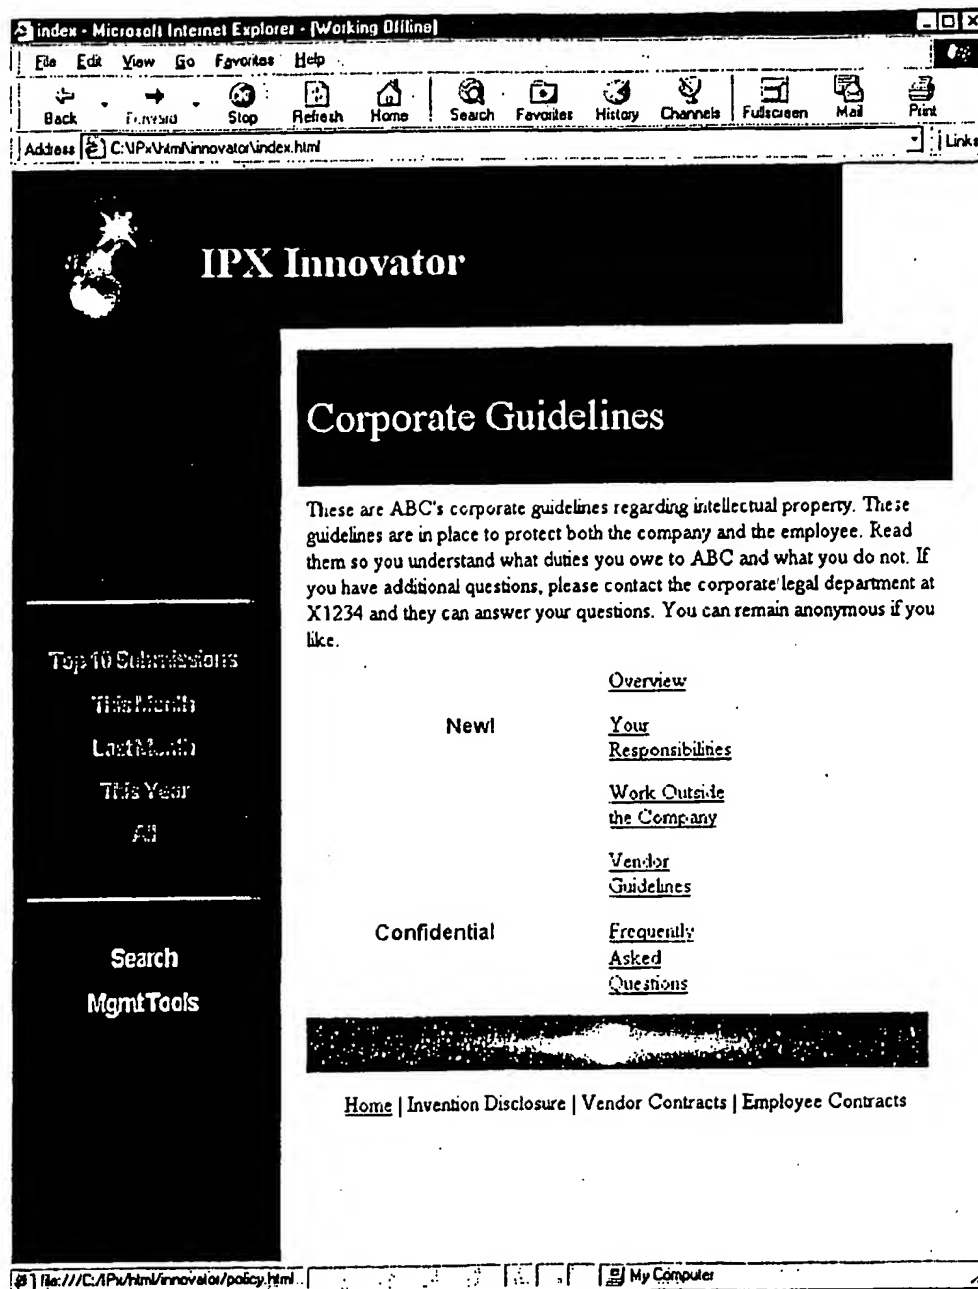 index - Microsoft Internet Explorer - [Working Offline]
File Edit View Go Favorites Help
Back Forward Stop Refresh Home Search Favorites History Channels Fullscreen Mail Print
Address C:\IPx\html\innovator\index.html Links
IPX Innovator
Corporate Guidelines
These are ABC's corporate guidelines regarding intellectual property. These
guidelines are in place to protect both the company and the employee. Read
them so you understand what duties you owe to ABC and what you do not. If
you have additional questions, please contact the corporate legal department at
X1234 and they can answer your questions. You can remain anonymous if you
like.
Top 10 Submissions
This Month
Last Month
This Year
All
Search
Mgmt Tools
Overview
New! Your
Responsibilities
Work Outside
the Company
Vendor
Guidelines
Confidential Frequently
Asked
Questions
Home | Invention Disclosure | Vendor Contracts | Employee Contracts
file:///C:/IPx/html/innovator/policy.html My Computer